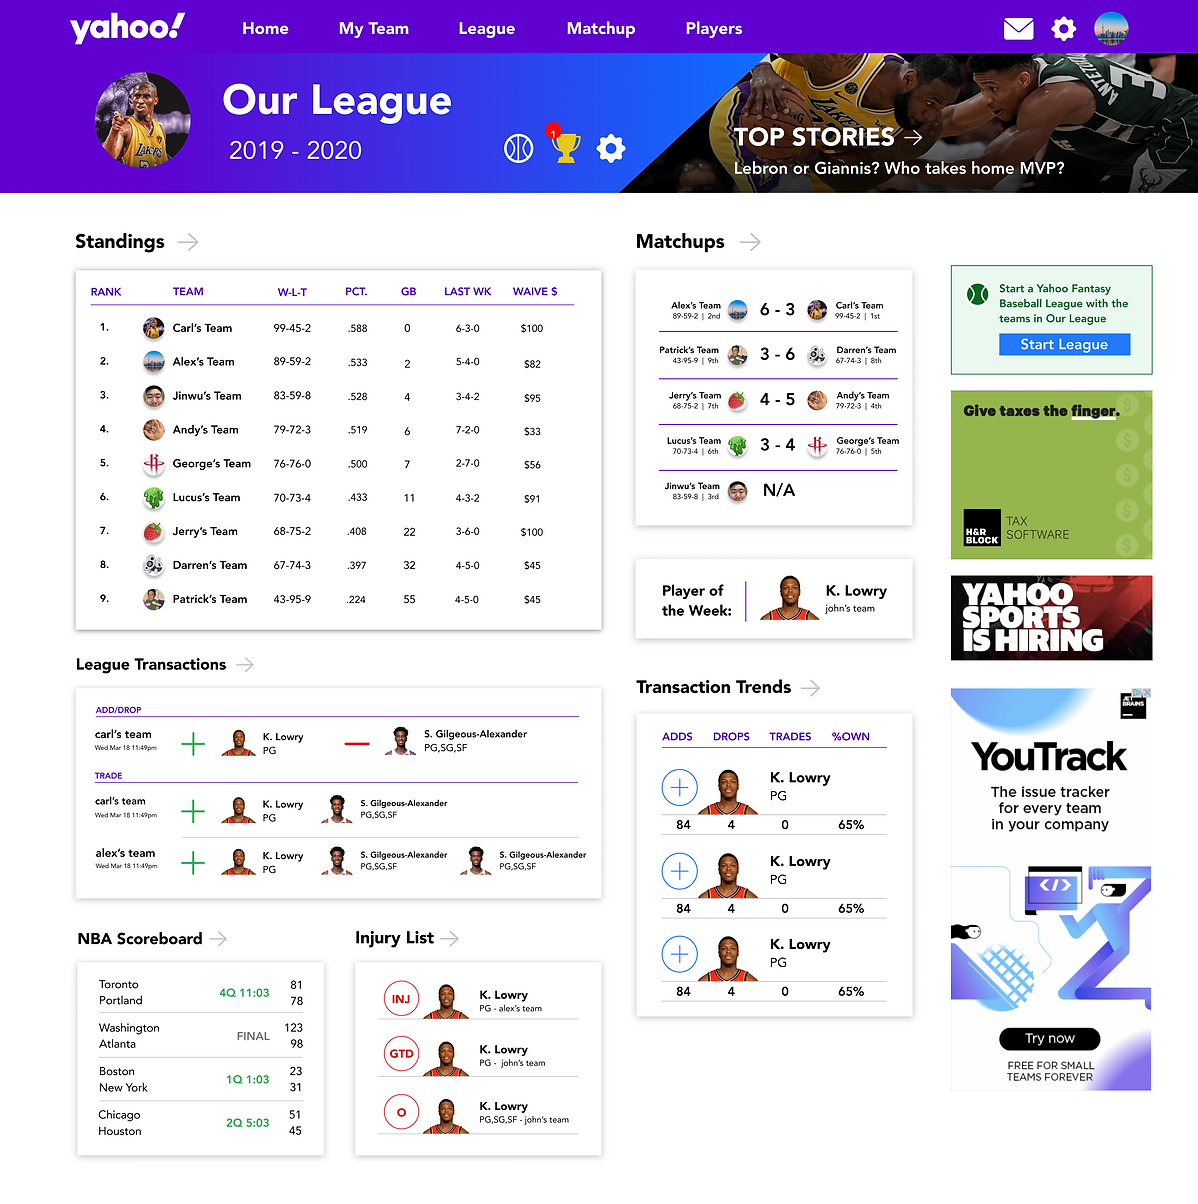 yahoo!
Home
My Team
League
Matchup
Players
Our League
2019 - 2020
1
LAKERS
ANTETOKOUNMPO
TOP STORIES
Lebron or Giannis? Who takes home MVP?
Standings
RANK TEAM W-L-T PCT. GB LAST WK WAIVE $
1. Carl's Team 99-45-2 .588 0 6-3-0 $100
2. Alex's Team 89-59-2 .533 2 5-4-0 $82
3. Jinwu's Team 83-59-8 .528 4 3-4-2 $95
4. Andy's Team 79-72-3 .519 6 7-2-0 $33
5. George's Team 76-76-0 .500 7 2-7-0 $56
6. Lucus's Team 70-73-4 .433 11 4-3-2 $91
7. Jerry's Team 68-75-2 .408 22 3-6-0 $100
8. Darren's Team 67-74-3 .397 32 4-5-0 $45
9. Patrick's Team 43-95-9 .224 55 4-5-0 $45
Matchups
Alex's Team 6 - 3 Carl's Team
89-59-2 | 2nd 99-45-2 | 1st
Patrick's Team 3 - 6 Darren's Team
43-95-9 | 9th 67-74-3 | 8th
Jerry's Team 4 - 5 Andy's Team
68-75-2 | 7th 79-72-3 | 4th
Lucus's Team 3 - 4 George's Team
70-73-4 | 6th 76-76-0 | 5th
Jinwu's Team N/A
83-59-8 | 3rd
Player of
the Week:
K. Lowry
john's team
Start a Yahoo Fantasy
Baseball League with the
teams in Our League
Start League
Give taxes the finger.
H&R
BLOCK
TAX
SOFTWARE
YAHOO
SPORTS
IS HIRING
League Transactions
ADD/DROP
carl's team K. Lowry S. Gilgeous-Alexander
Wed Mar 18 11:49pm PG PG,SG,SF
TRADE
carl's team K. Lowry S. Gilgeous-Alexander
Wed Mar 18 11:49pm PG PG,SG,SF
alex's team K. Lowry S. Gilgeous-Alexander S. Gilgeous-Alexander
Wed Mar 18 11:49pm PG PG,SG,SF PG,SG,SF
Transaction Trends
ADDS DROPS TRADES %OWN
K. Lowry
PG
84 4 0 65%
K. Lowry
PG
84 4 0 65%
K. Lowry
PG
84 4 0 65%
JET
BRAINS
YouTrack
The issue tracker
for every team
in your company
</>
Try now
FREE FOR SMALL
TEAMS FOREVER
NBA Scoreboard
Toronto 81
4Q 11:03
Portland 78
Washington 123
FINAL
Atlanta 98
Boston 23
1Q 1:03
New York 31
Chicago 51
2Q 5:03
Houston 45
Injury List
INJ
K. Lowry
PG - alex's team
GTD
K. Lowry
PG - john's team
O
K. Lowry
PG,SG,SF - john's team